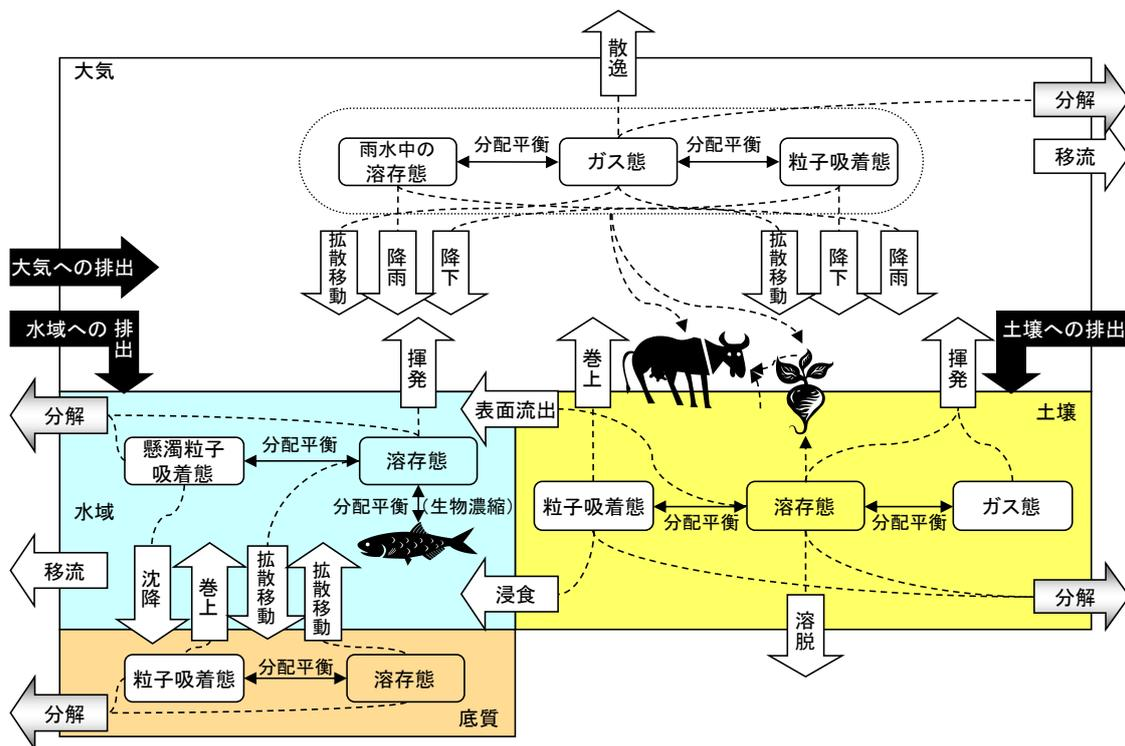 散逸
大気
分解
雨水中の
溶存態
分配平衡
ガス態
分配平衡
粒子吸着態
移流
拡散移動
降雨
降下
拡散移動
降下
降雨
大気への排出
水域への 排出
土壌への排出
揮発
巻上
揮発
分解
表面流出
土壌
懸濁粒子
吸着態
分配平衡
溶存態
分配平衡
(生物濃縮)
水域
粒子吸着態
分配平衡
溶存態
分配平衡
ガス態
移流
沈降
巻上
拡散移動
拡散移動
浸食
分解
溶脱
粒子吸着態
分配平衡
溶存態
分解
底質